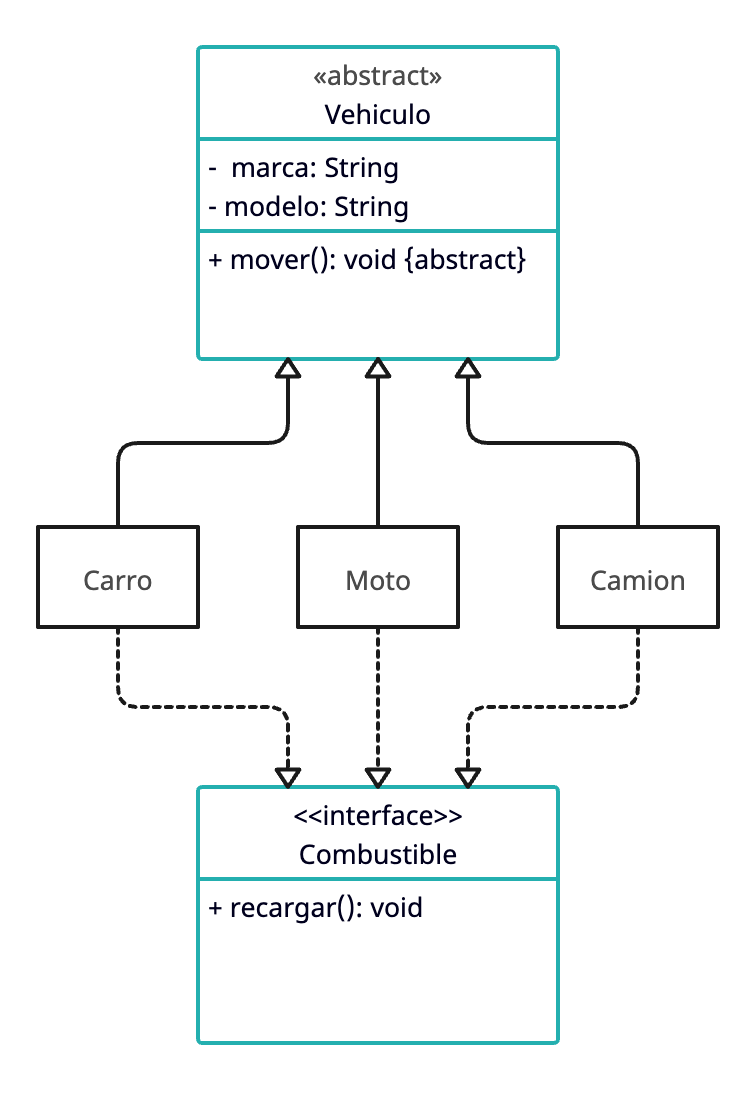 «abstract»
Vehiculo
-  marca: String
- modelo: String
+ mover(): void {abstract}
Carro
Moto
Camion
<<interface>>
Combustible
+ recargar(): void